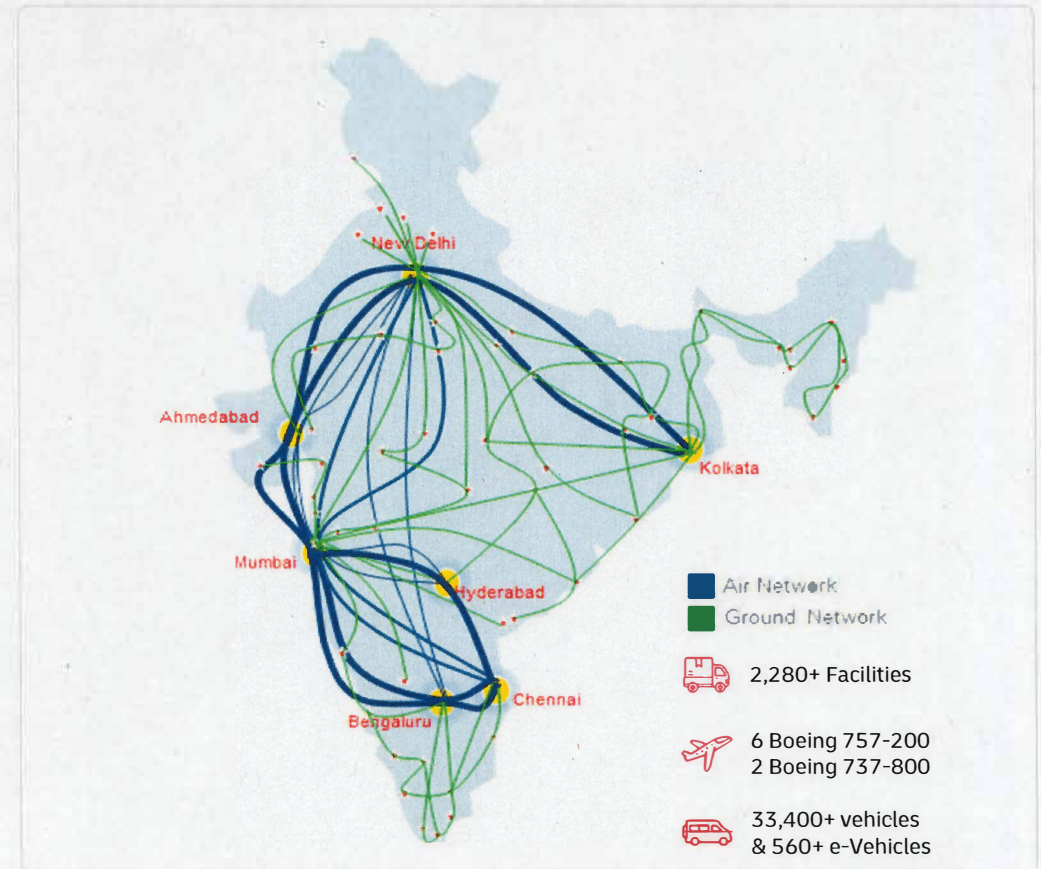 New Delhi
Ahmedabad
Kolkata
Mumbai
Hyderabad
Air Network
Ground Network
2,280+ Facilities
Chennai
Bengaluru
6 Boeing 757-200
2 Boeing 737-800
33,400+ vehicles
& 560+ e-Vehicles